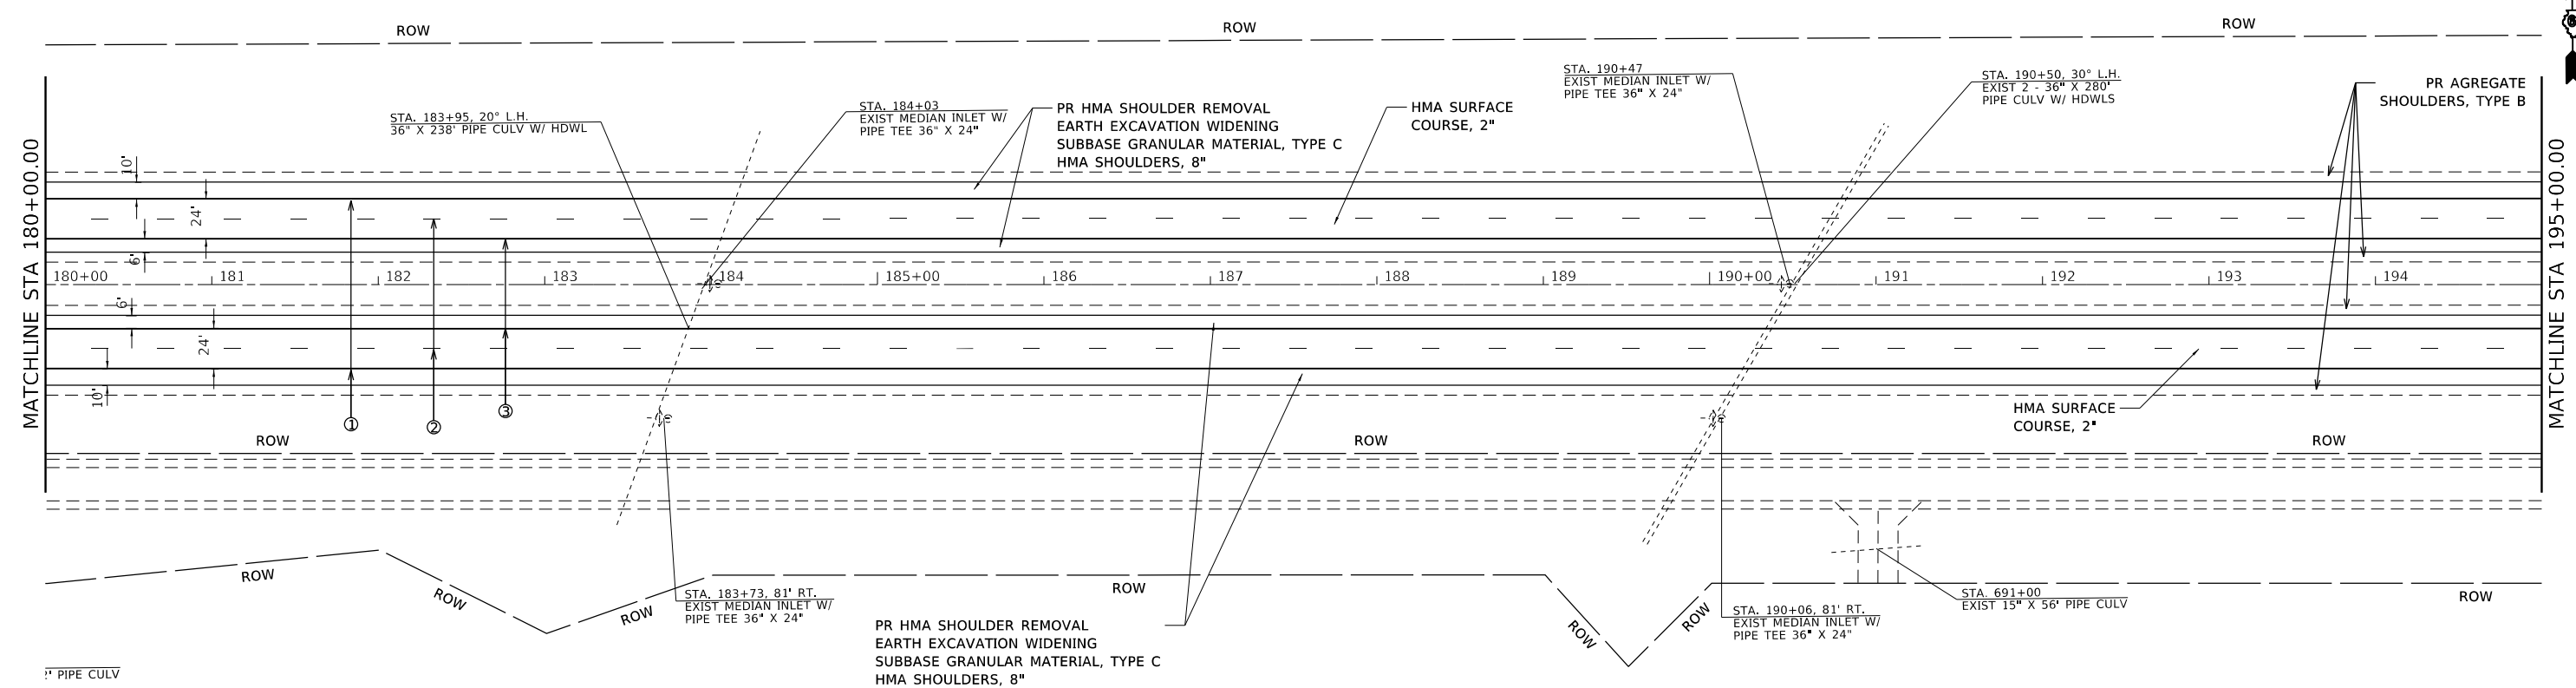 ROW
ROW
ROW
STA. 183+95, 20° L.H.
36" X 238' PIPE CULV W/ HDWL
STA. 184+03
EXIST MEDIAN INLET W/
PIPE TEE 36" X 24"
PR HMA SHOULDER REMOVAL
EARTH EXCAVATION WIDENING
SUBBASE GRANULAR MATERIAL, TYPE C
HMA SHOULDERS, 8"
HMA SURFACE
COURSE, 2"
STA. 190+47
EXIST MEDIAN INLET W/
PIPE TEE 36" X 24"
STA. 190+50, 30° L.H.
EXIST 2 - 36" X 280'
PIPE CULV W/ HDWLS
PR AGREGATE
SHOULDERS, TYPE B
MATCHLINE STA 180+00.00
MATCHLINE STA 195+00.00
10'
24'
6'
180+00 181 182 183 184 185+00 186 187 188 189 190+00 191 192 193 194
6'
24'
10'
1
2
3
HMA SURFACE
COURSE, 2"
ROW
ROW
ROW
ROW
ROW
ROW
ROW
ROW
ROW
ROW
STA. 183+73, 81' RT.
EXIST MEDIAN INLET W/
PIPE TEE 36" X 24"
PR HMA SHOULDER REMOVAL
EARTH EXCAVATION WIDENING
SUBBASE GRANULAR MATERIAL, TYPE C
HMA SHOULDERS, 8"
STA. 190+06, 81' RT.
EXIST MEDIAN INLET W/
PIPE TEE 36" X 24"
STA. 691+00
EXIST 15" X 56' PIPE CULV
2' PIPE CULV